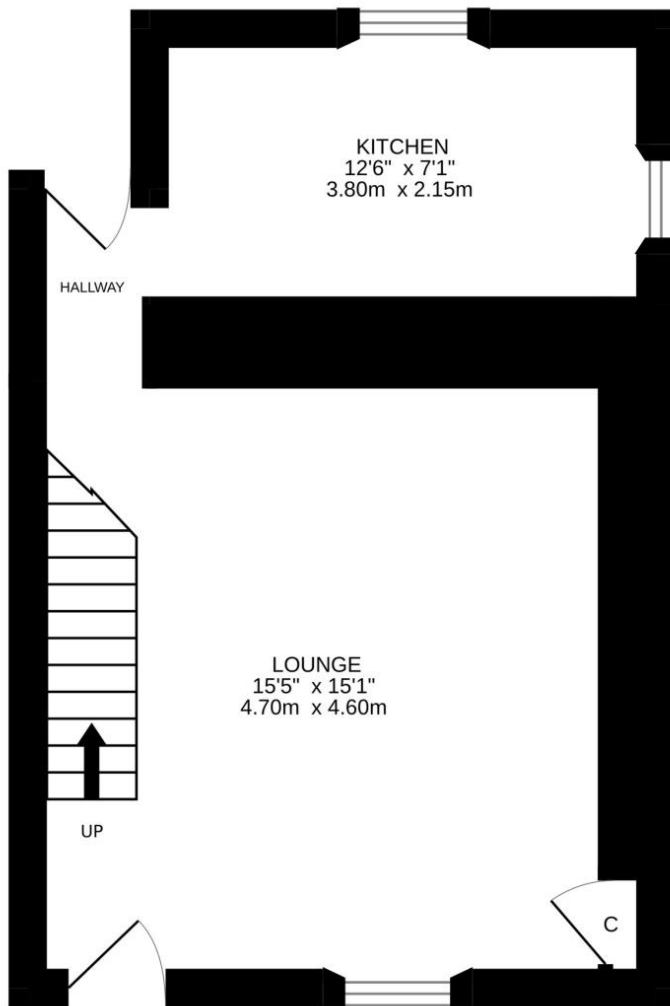 KITCHEN
12'6" x 7'1"
3.80m x 2.15m
HALLWAY
LOUNGE
15'5" x 15'1"
4.70m x 4.60m
UP
C